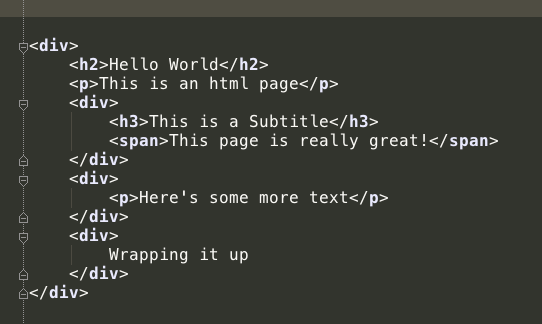 <div>
<h2>Hello World</h2>
<p>This is an html page</p>
<div>
<h3>This is a Subtitle</h3>
<span>This page is really great!</span>
</div>
<div>
<p>Here's some more text</p>
</div>
<div>
Wrapping it up
</div>
</div>